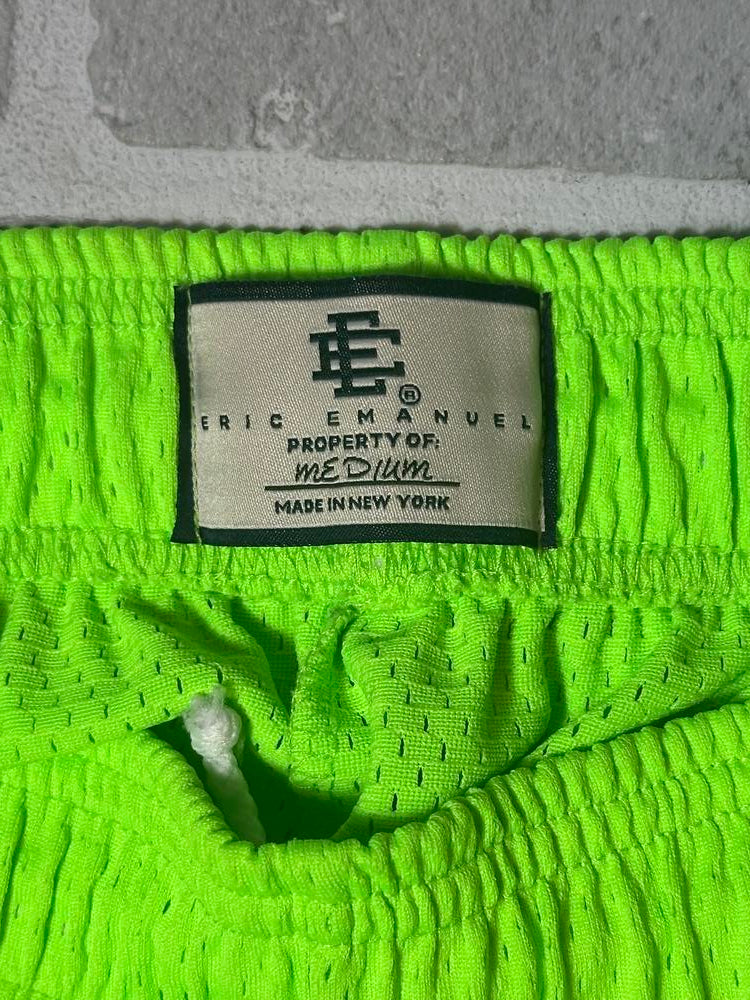 EE®
ERIC EMANUEL
PROPERTY OF:
MEDIUM
MADE IN NEW YORK